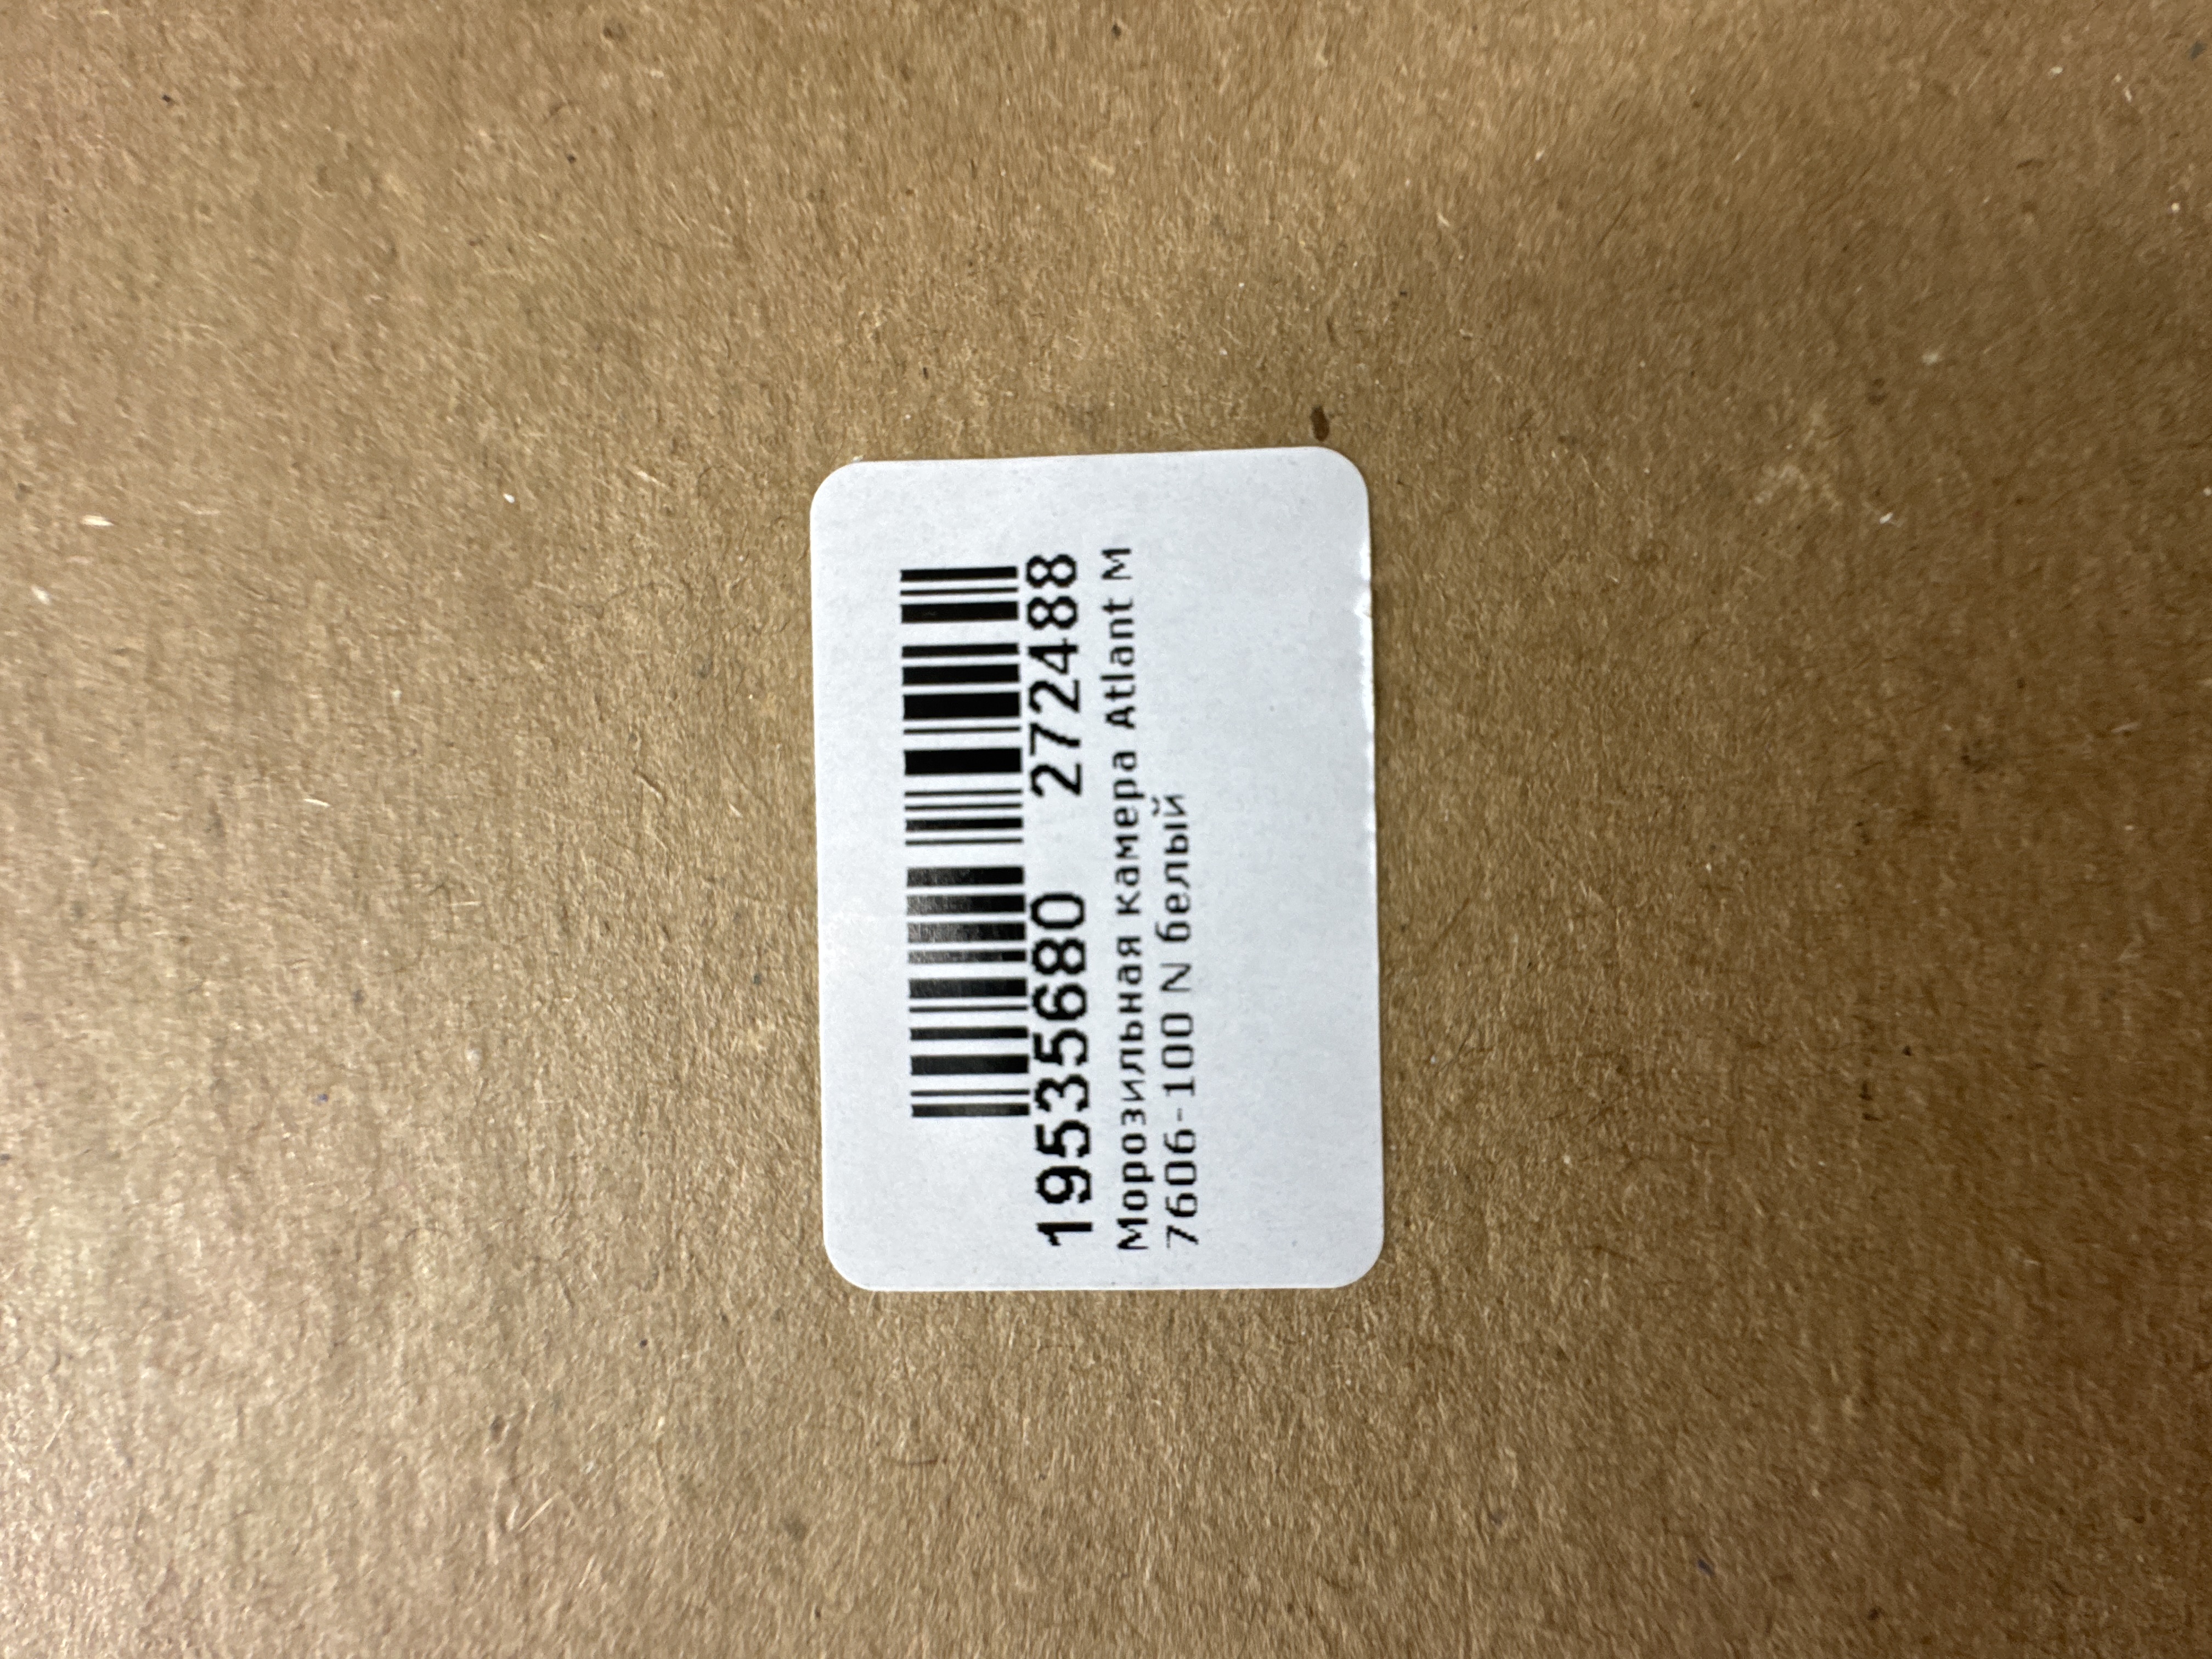 19535680 272488
Морозильная камера Atlant М
7606-100 N белый